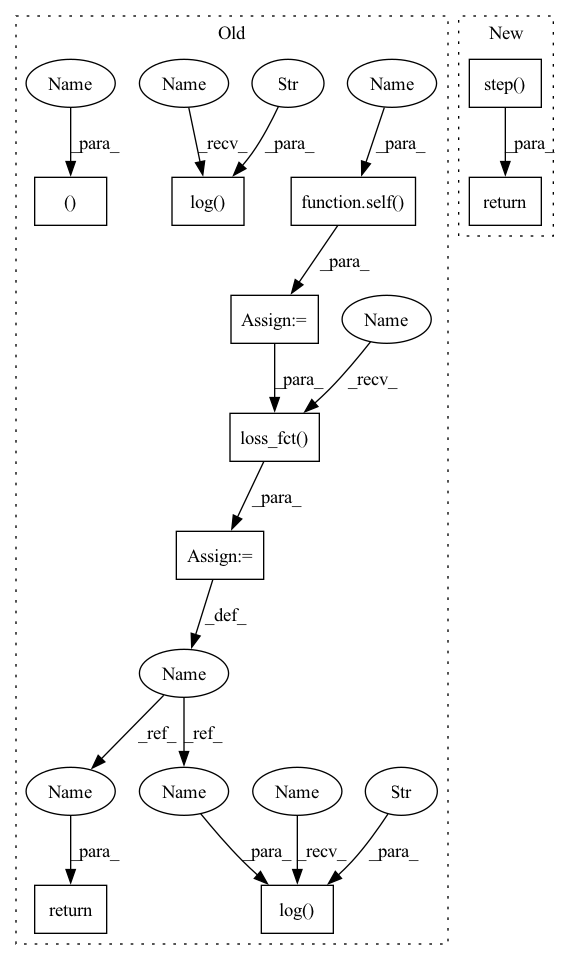 Old
New
Name
Name
Str
Name
step()
_para_
_recv_
_para_
_para_
_para_
()
log()
function.self()
return
_para_
Assign:=
Name
_para_
_recv_
loss_fct()
_para_
Assign:=
_def_
Name
_ref_
_ref_
Name
Name
Name
Str
_para_
_para_
_recv_
_para_
return
log()